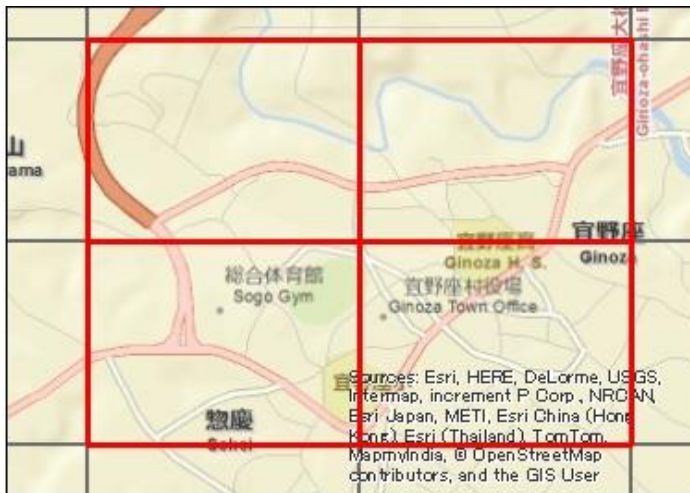 宜野座大橋
Ginoza-ohashi
山
ama
宜野座
Ginoza
宜野座高
Ginoza H. S.
総合体育館
Sogo Gym
宜野座村役場
Ginoza Town Office
惣慶
Sokei
Sources: Esri, HERE, DeLorme, USGS,
Intermap, increment P Corp., NRCAN,
Esri Japan, METI, Esri China (Hong
Kong), Esri (Thailand), TomTom,
MapmyIndia, © OpenStreetMap
contributors, and the GIS User